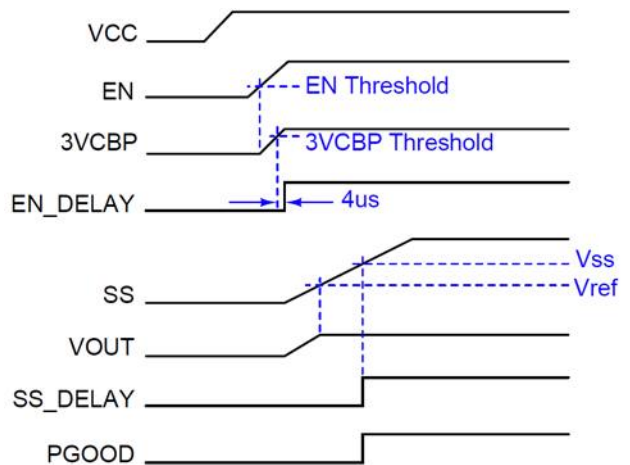 VCC
EN
EN Threshold
3VCBP
3VCBP Threshold
EN_DELAY
4us
Vss
SS
Vref
VOUT
SS_DELAY
PGOOD